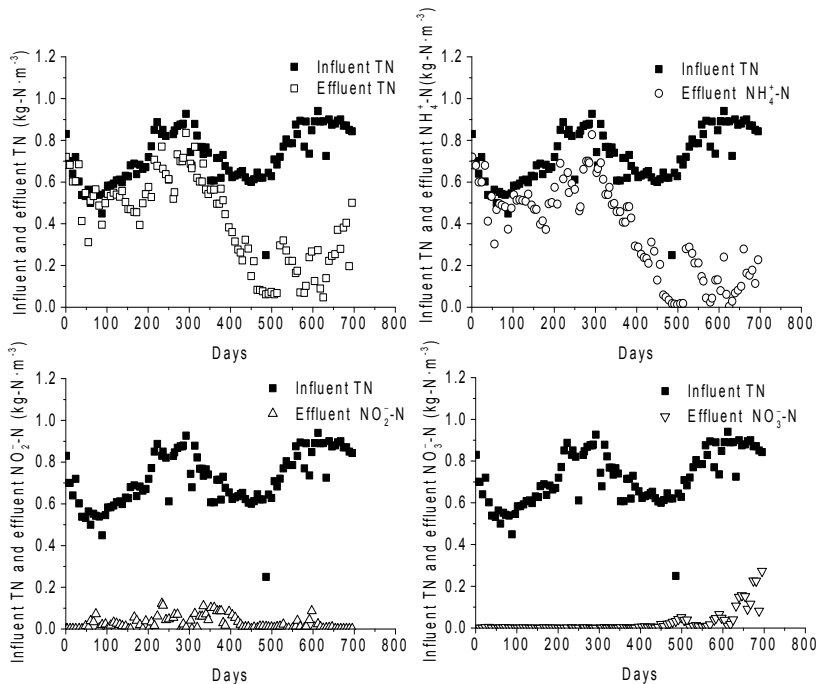 Influent and effluent TN (kg-N·m⁻³)
1.2
1.0
0.8
0.6
0.4
0.2
0.0
Influent TN
Effluent TN
0 100 200 300 400 500 600 700 800
Days
Influent TN and effluent NH₄⁺-N(kg-N·m⁻³)
1.2
1.0
0.8
0.6
0.4
0.2
0.0
Influent TN
Effluent NH₄⁺-N
0 100 200 300 400 500 600 700 800
Days
Influent TN and effluent NO₂⁻-N (kg-N·m⁻³)
1.2
1.0
0.8
0.6
0.4
0.2
0.0
Influent TN
Effluent NO₂⁻-N
0 100 200 300 400 500 600 700 800
Days
Influent TN and effluent NO₃⁻-N (kg-N·m⁻³)
1.2
1.0
0.8
0.6
0.4
0.2
0.0
Influent TN
Effluent NO₃⁻-N
0 100 200 300 400 500 600 700 800
Days